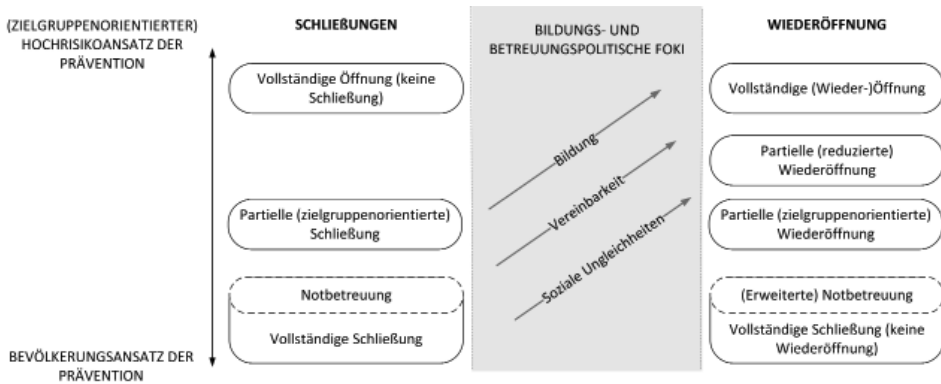 (ZIELGRUPPENORIENTIERTER)
HOCHRISIKOANSATZ DER
PRÄVENTION
SCHLIEßUNGEN
BILDUNGS- UND
BETREUUNGSPOLITISCHE FOKI
WIEDERÖFFNUNG
Vollständige Öffnung (keine
Schließung)
Vollständige (Wieder-)Öffnung
Bildung
Partielle (reduzierte)
Wiederöffnung
Vereinbarkeit
Partielle (zielgruppenorientierte)
Schließung
Partielle (zielgruppenorientierte)
Wiederöffnung
Soziale Ungleichheiten
Notbetreuung
Vollständige Schließung
(Erweiterte) Notbetreuung
Vollständige Schließung (keine
Wiederöffnung)
BEVÖLKERUNGSANSATZ DER
PRÄVENTION